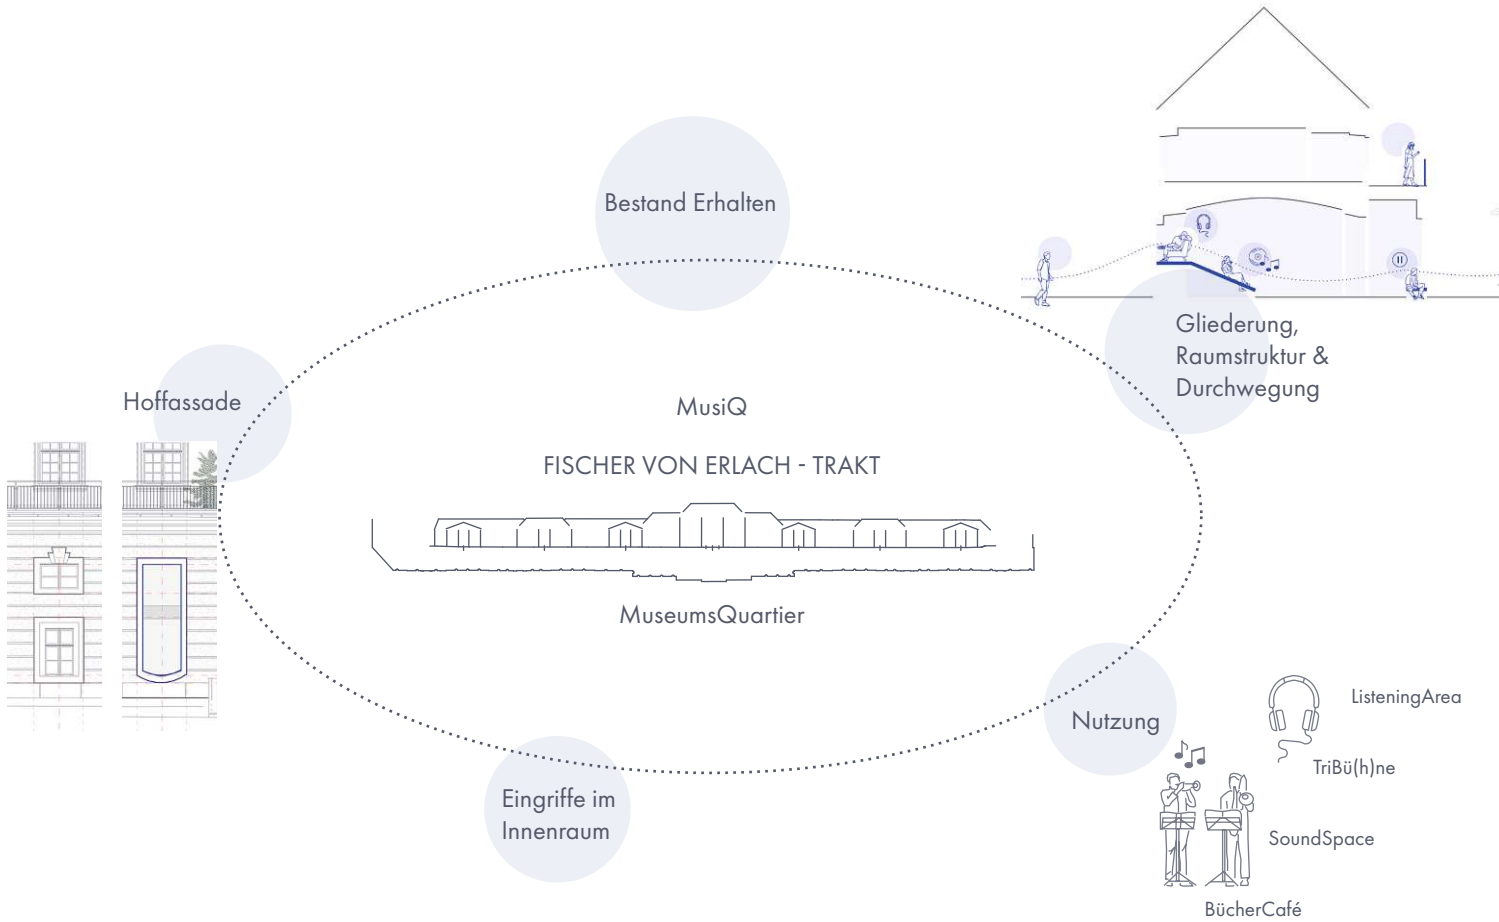 Bestand Erhalten
Gliederung,
Raumstruktur &
Durchwegung
Hoffassade
MusiQ
FISCHER VON ERLACH - TRAKT
MuseumsQuartier
Nutzung
ListeningArea
TriBü(h)ne
SoundSpace
BücherCafé
Eingriffe im
Innenraum